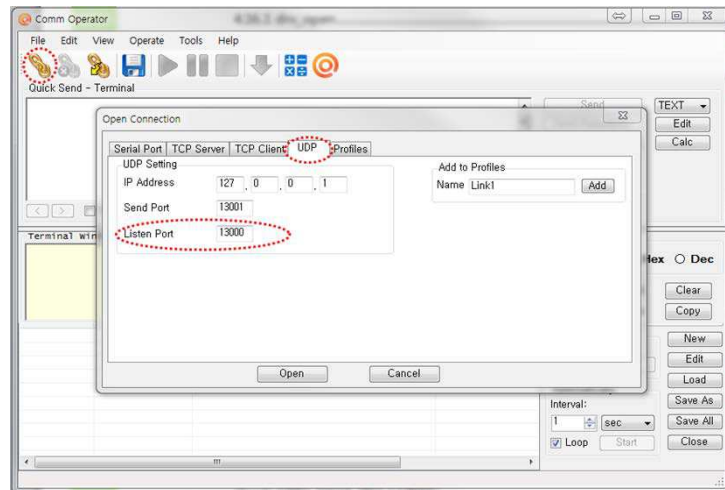 Comm Operator
File Edit View Operate Tools Help
Quick Send - Terminal
Send
TEXT
Edit
Calc
Open Connection
Serial Port TCP Server TCP Client UDP Profiles
UDP Setting
IP Address 127 . 0 . 0 . 1
Send Port 13001
Listen Port 13000
Add to Profiles
Name Link1 Add
Open Cancel
Terminal Win
Hex Dec
Clear
Copy
New
Edit
Load
Save As
Save All
Close
Interval:
1 sec
Loop Start